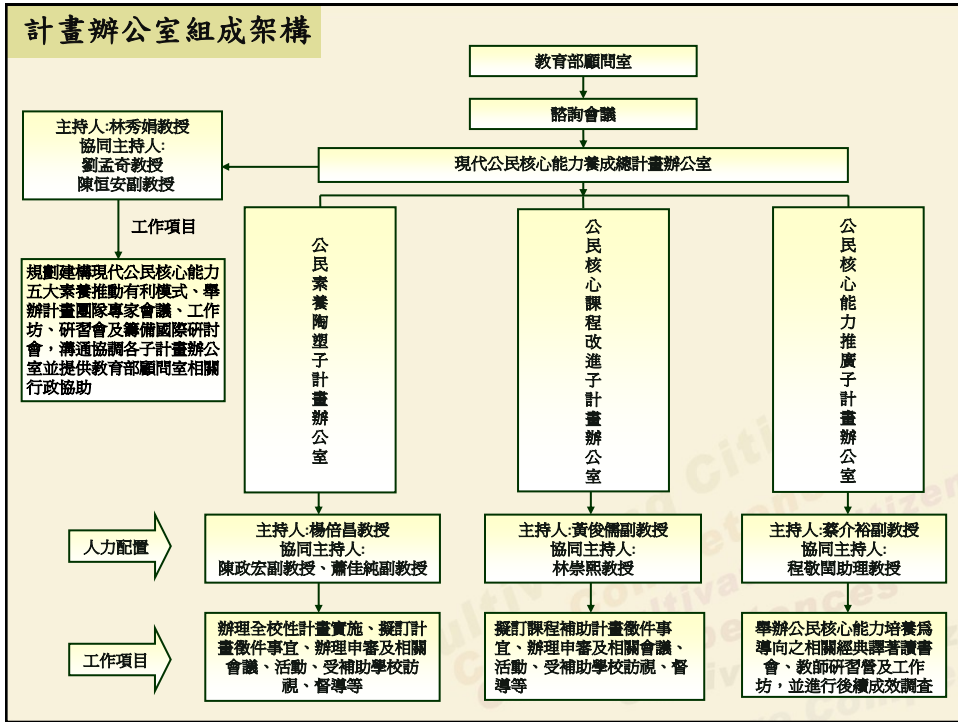 計畫辦公室組成架構
教育部顧問室
諮詢會議
主持人:林秀娟教授
協同主持人:
劉孟奇教授
陳恒安副教授
現代公民核心能力養成總計畫辦公室
工作項目
規劃建構現代公民核心能力
五大素養推動有利模式、舉
辦計畫團隊專家會議、工作
坊、研習會及籌備國際研討
會，溝通協調各子計畫辦公
室並提供教育部顧問室相關
行政協助
公民素養陶塑子計畫辦公室
公民核心課程改進子計畫辦公室
公民核心能力推廣子計畫辦公室
人力配置
主持人:楊倍昌教授
協同主持人:
陳政宏副教授、蕭佳純副教授
主持人:黃俊儒副教授
協同主持人:
林崇熙教授
主持人:蔡介裕副教授
協同主持人:
程敬閏助理教授
工作項目
辦理全校性計畫實施、擬訂計
畫徵件事宜、辦理申審及相關
會議、活動、受補助學校訪
視、督導等
擬訂課程補助計畫徵件事
宜、辦理申審及相關會議、
活動、受補助學校訪視、督
導等
舉辦公民核心能力培養為
導向之相關經典譯著讀書
會、教師研習營及工作
坊，並進行後續成效調查